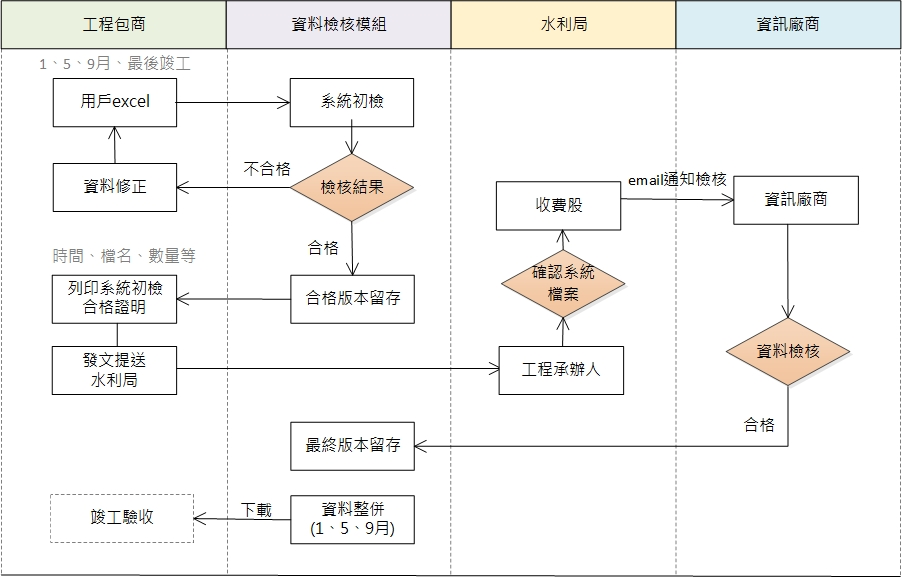 工程包商
資料檢核模組
水利局
資訊廠商
1、5、9月、最後竣工
用戶excel
系統初檢
不合格
資料修正
檢核結果
email通知檢核
收費股
資訊廠商
時間、檔名、數量等
合格
確認系統
檔案
列印系統初檢
合格證明
合格版本留存
發文提送
水利局
工程承辦人
資料檢核
合格
最終版本留存
竣工驗收
下載
資料整併
(1、5、9月)